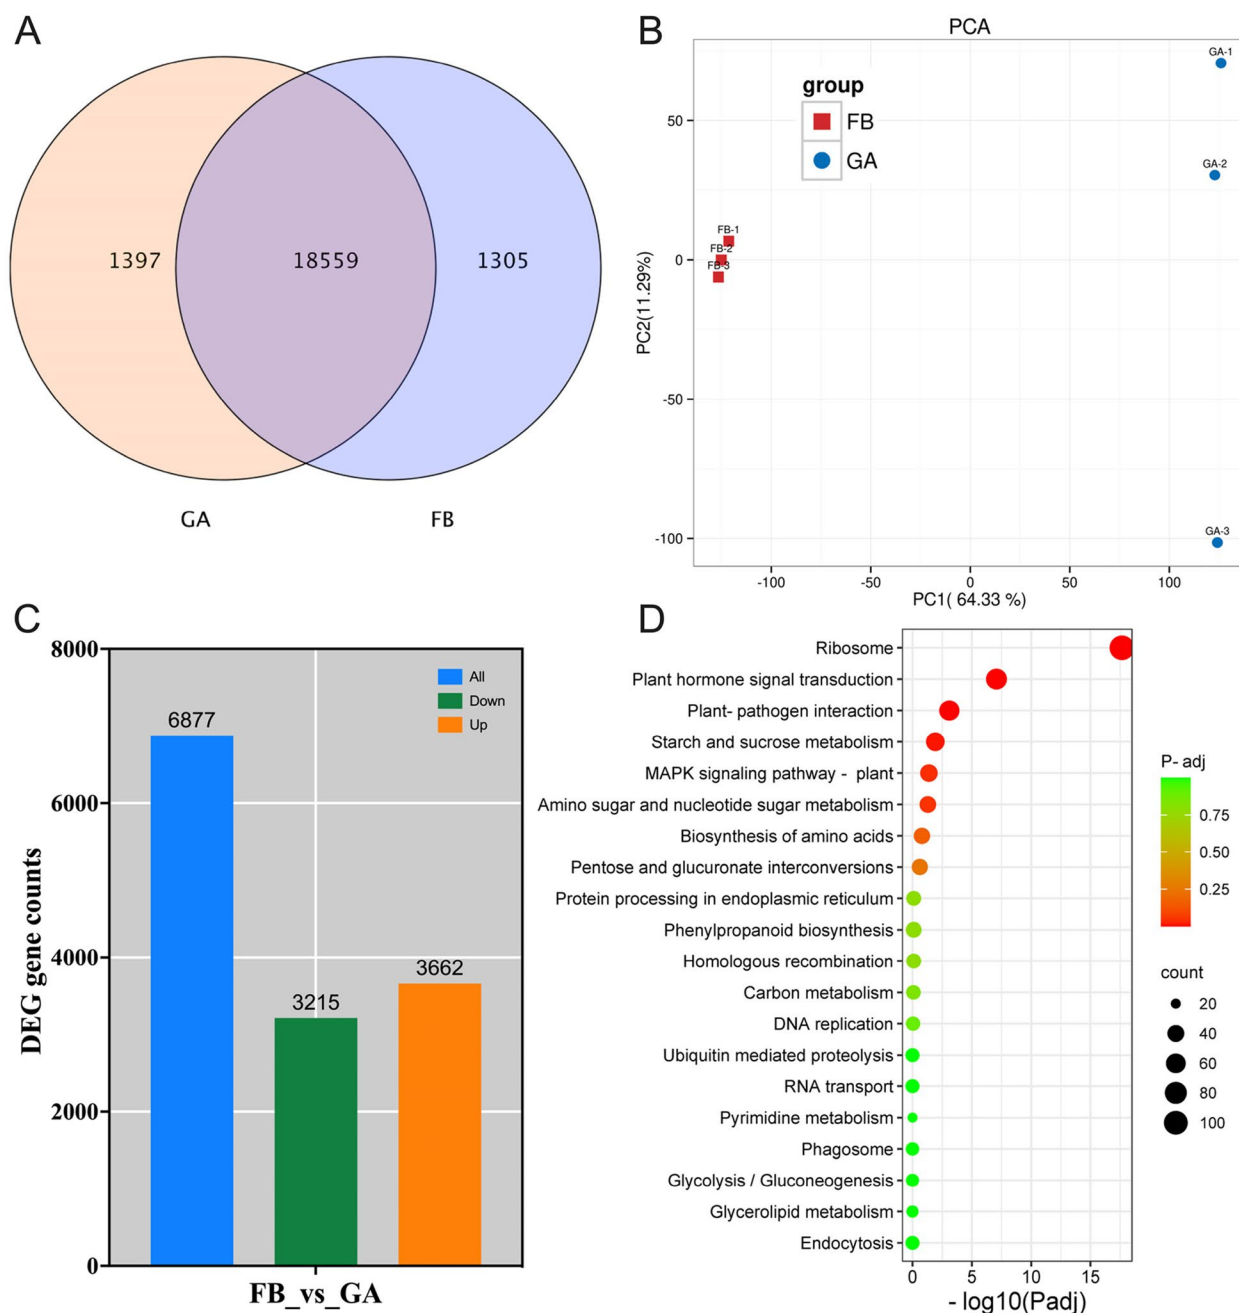 A
1397
18559
1305
GA
FB
B
PCA
group
FB
GA
GA-1
GA-2
GA-3
FB-1
FB-2
FB-3
50
0
-50
-100
PC2(11.29%)
-100
-50
0
50
100
PC1( 64.33 %)
C
8000
6000
4000
2000
0
DEG gene counts
6877
3215
3662
All
Down
Up
FB_vs_GA
D
Ribosome
Plant hormone signal transduction
Plant- pathogen interaction
Starch and sucrose metabolism
MAPK signaling pathway - plant
Amino sugar and nucleotide sugar metabolism
Biosynthesis of amino acids
Pentose and glucuronate interconversions
Protein processing in endoplasmic reticulum
Phenylpropanoid biosynthesis
Homologous recombination
Carbon metabolism
DNA replication
Ubiquitin mediated proteolysis
RNA transport
Pyrimidine metabolism
Phagosome
Glycolysis / Gluconeogenesis
Glycerolipid metabolism
Endocytosis
0
5
10
15
- log10(Padj)
P- adj
0.75
0.50
0.25
count
20
40
60
80
100